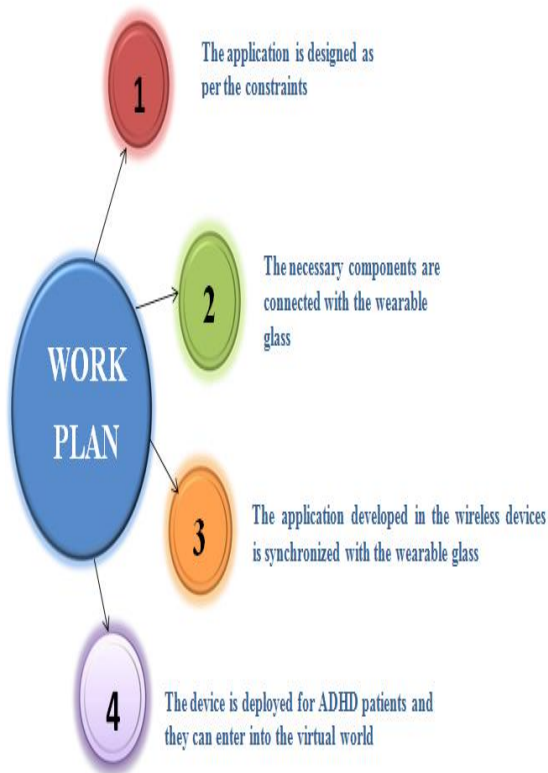 1
The application is designed as
per the constraints
2
The necessary components are
connected with the wearable
glass
WORK
PLAN
3
The application developed in the wireless devices
is synchronized with the wearable glass
4
The device is deployed for ADHD patients and
they can enter into the virtual world